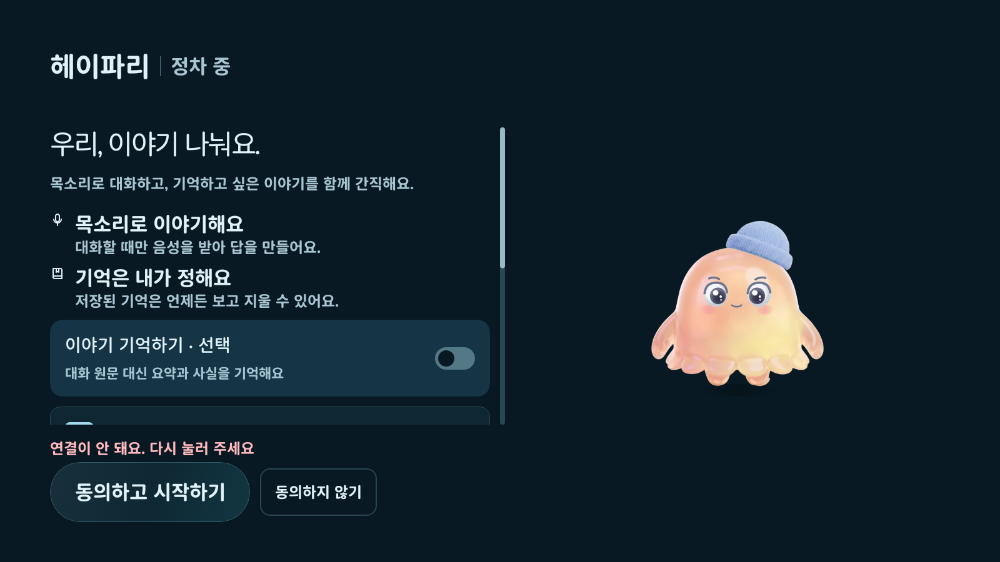 헤이파리
정차 중
우리, 이야기 나눠요.
목소리로 대화하고, 기억하고 싶은 이야기를 함께 간직해요.
목소리로 이야기해요
대화할 때만 음성을 받아 답을 만들어요.
기억은 내가 정해요
저장된 기억은 언제든 보고 지울 수 있어요.
이야기 기억하기 · 선택
대화 원문 대신 요약과 사실을 기억해요
연결이 안 돼요. 다시 눌러 주세요
동의하고 시작하기
동의하지 않기